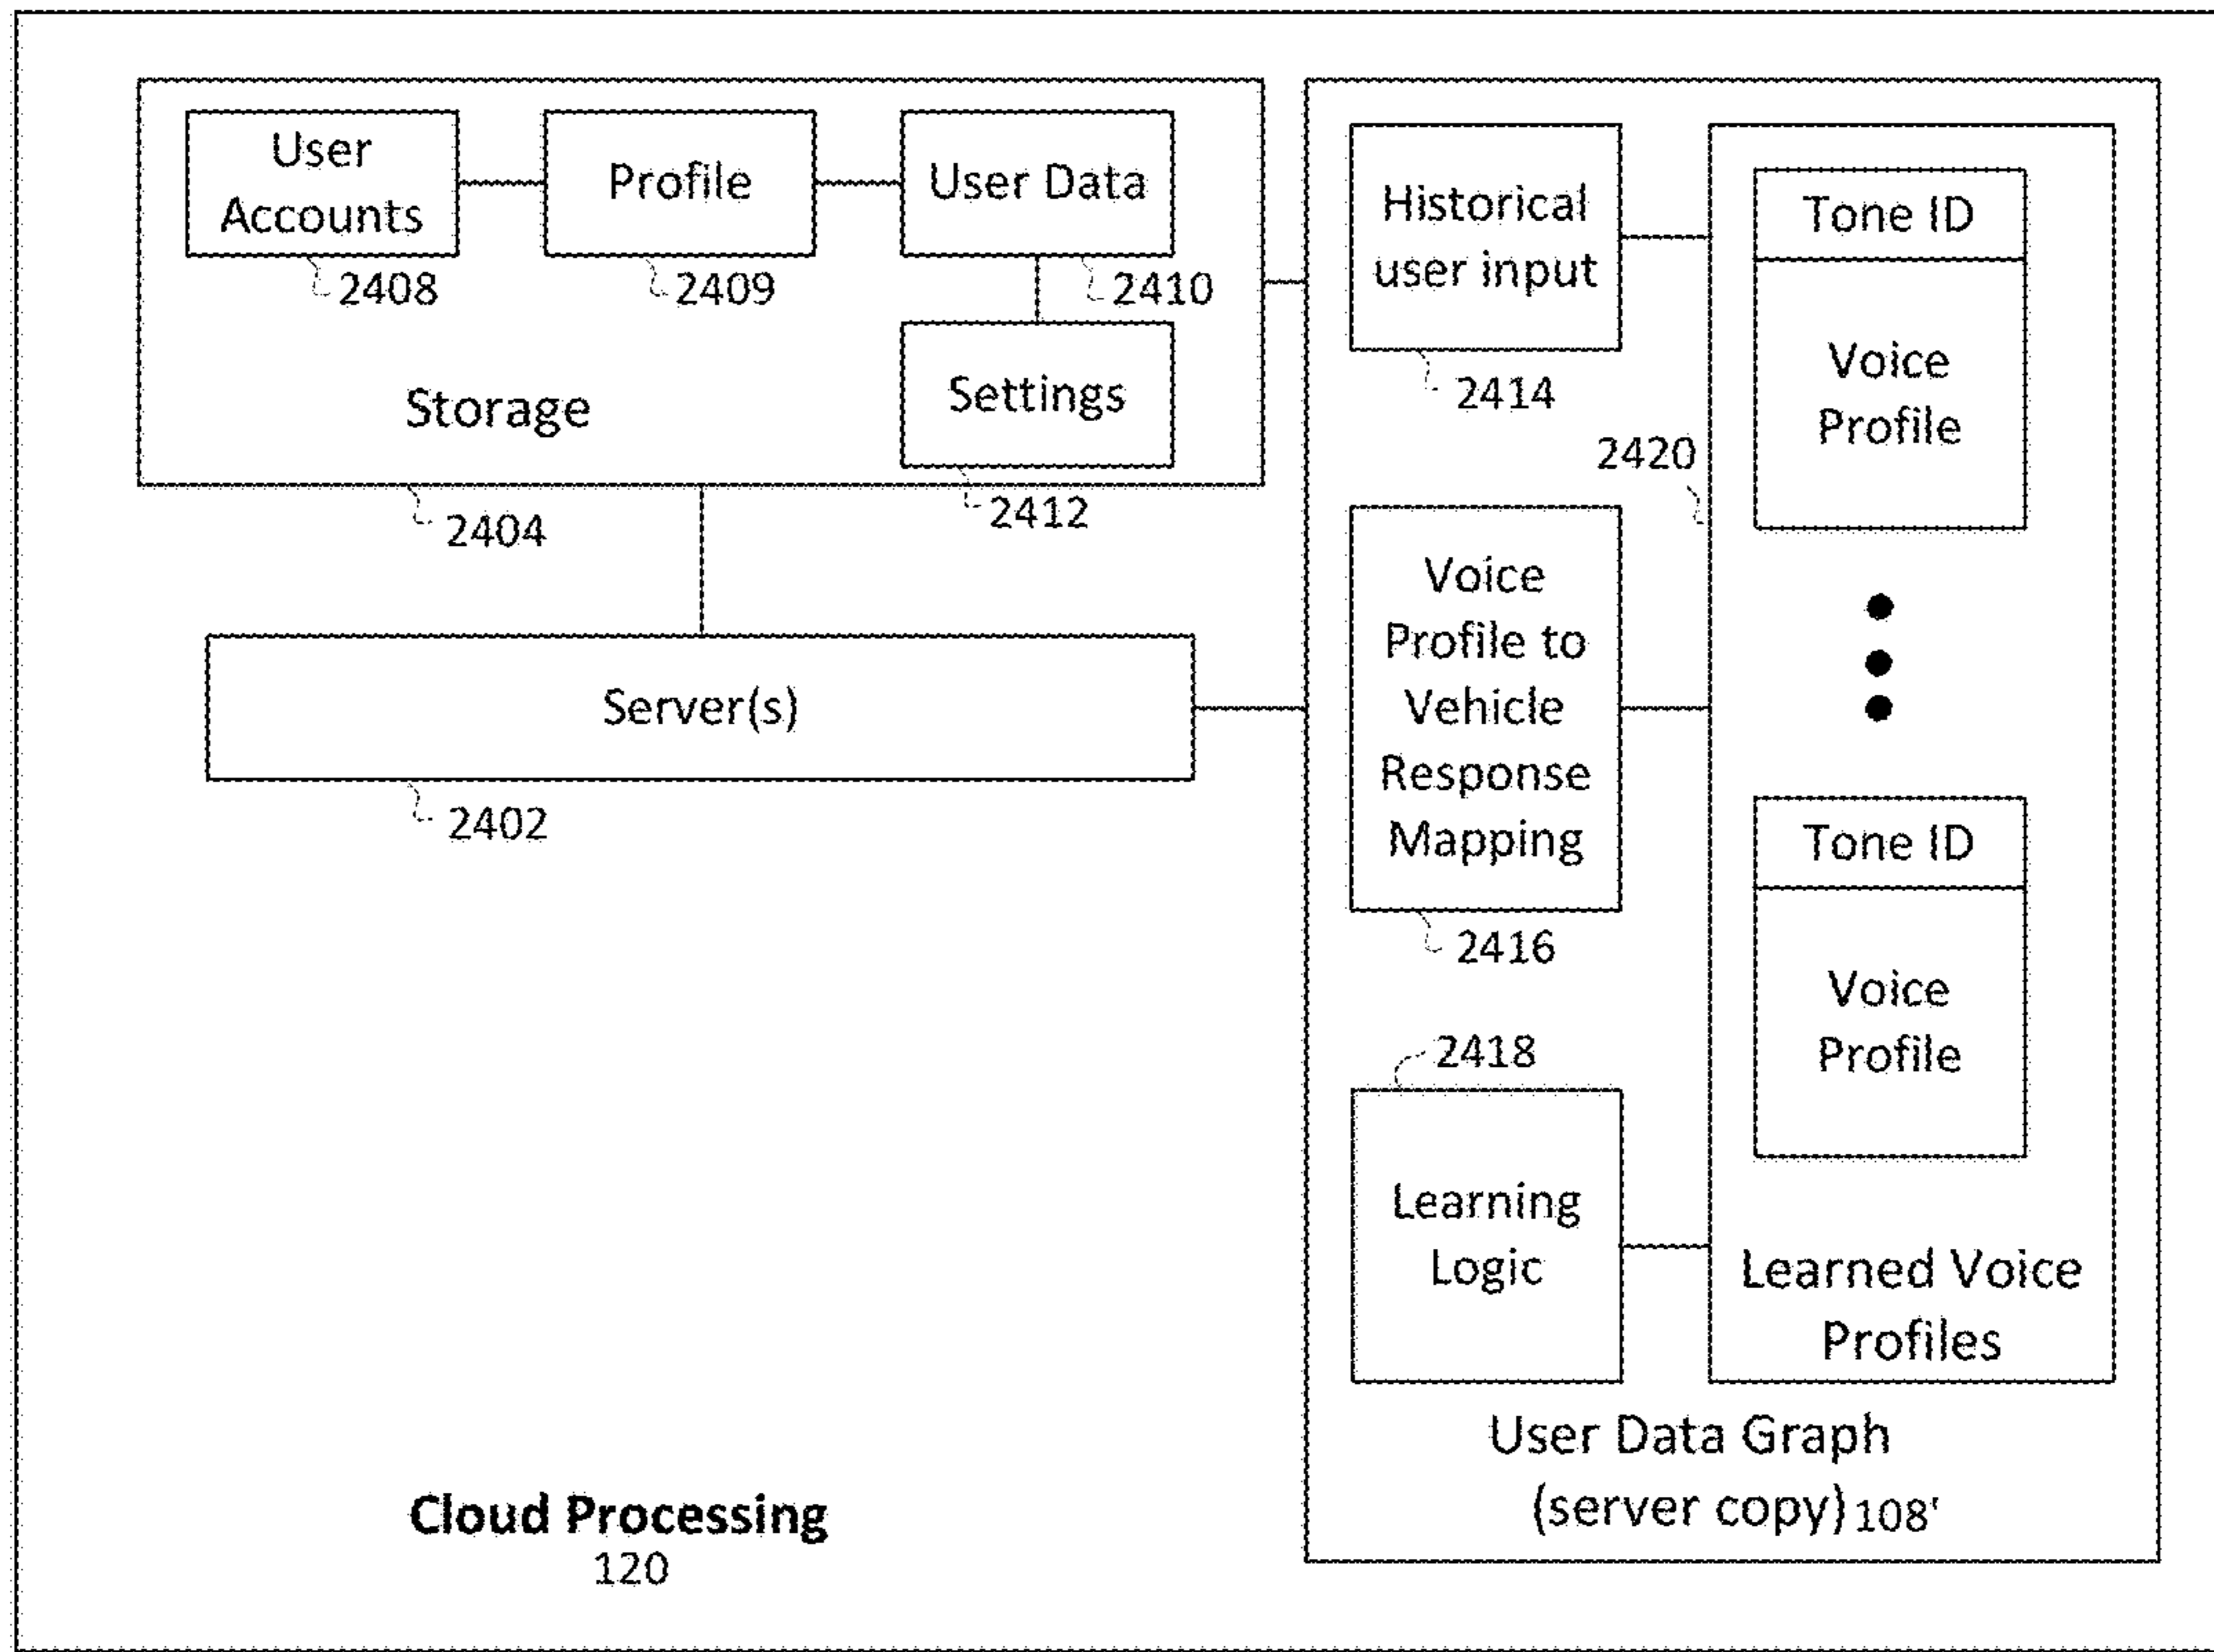 User
Accounts
2408
Profile
2409
User Data
2410
Settings
2412
Storage
2404
Server(s)
2402
Historical
user input
2414
Voice
Profile to
Vehicle
Response
Mapping
2416
2418
Learning
Logic
2420
Tone ID
Voice
Profile
Tone ID
Voice
Profile
Learned Voice
Profiles
User Data Graph
(server copy) 108'
Cloud Processing
120